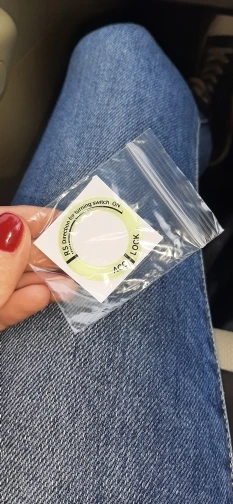 RS Direction for turning switch ON
LOCK
ACC